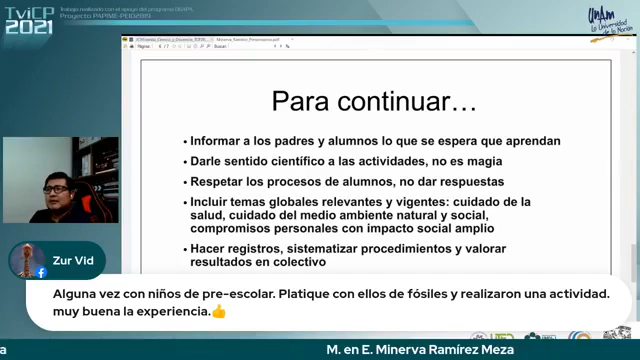 TviCP
2021
Trabajo realizado con el apoyo del programa DGAPA
Proyecto PAPIME-PE102919
UNAM
La Universidad
de la Nación
Minerva_Ramirez_Presentacion.pdf
Para continuar…
• Informar a los padres y alumnos lo que se espera que aprendan
• Darle sentido científico a las actividades, no es magia
• Respetar los procesos de alumnos, no dar respuestas
• Incluir temas globales relevantes y vigentes: cuidado de la
salud, cuidado del medio ambiente natural y social,
compromisos personales con impacto social amplio
• Hacer registros, sistematizar procedimientos y valorar
resultados en colectivo
Zur Vid
Alguna vez con niños de pre-escolar. Platique con ellos de fósiles y realizaron una actividad.
muy buena la experiencia.👍
a
M. en E. Minerva Ramírez Meza